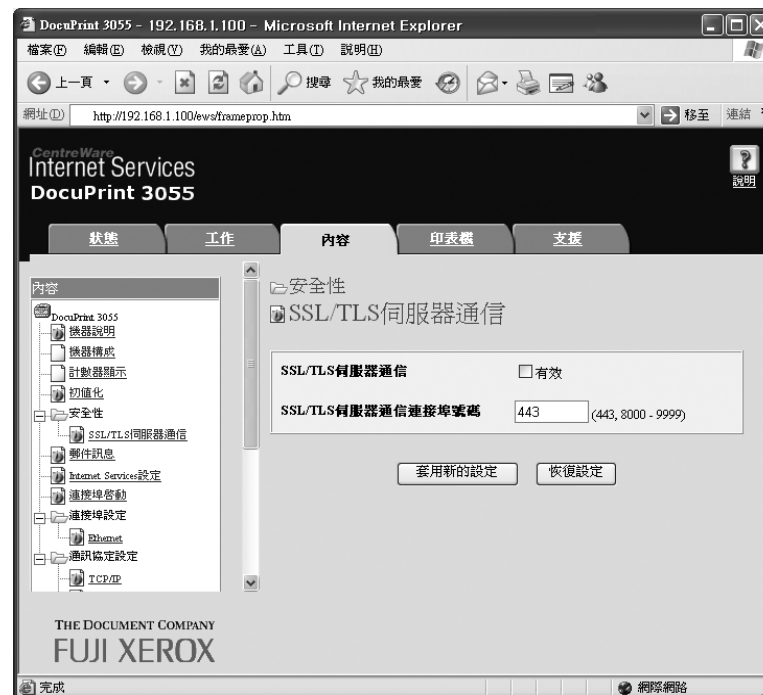 DocuPrint 3055 - 192.168.1.100 - Microsoft Internet Explorer
檔案(F) 編輯(E) 檢視(V) 我的最愛(A) 工具(T) 說明(H)
上一頁 搜尋 我的最愛
網址(D) http://192.168.1.100/ews/frameprop.htm 移至 連結
CentreWare
Internet Services
DocuPrint 3055
說明
狀態 工作 內容 印表機 支援
內容
DocuPrint 3055
機器說明
機器構成
計數器顯示
初值化
安全性
SSL/TLS伺服器通信
郵件訊息
Internet Services設定
連接埠啓動
連接埠設定
Ethernet
通訊協定設定
TCP/IP
安全性
SSL/TLS伺服器通信
SSL/TLS伺服器通信 有效
SSL/TLS伺服器通信連接埠號碼 443 (443, 8000 - 9999)
套用新的設定 恢復設定
THE DOCUMENT COMPANY
FUJI XEROX
完成 網際網路